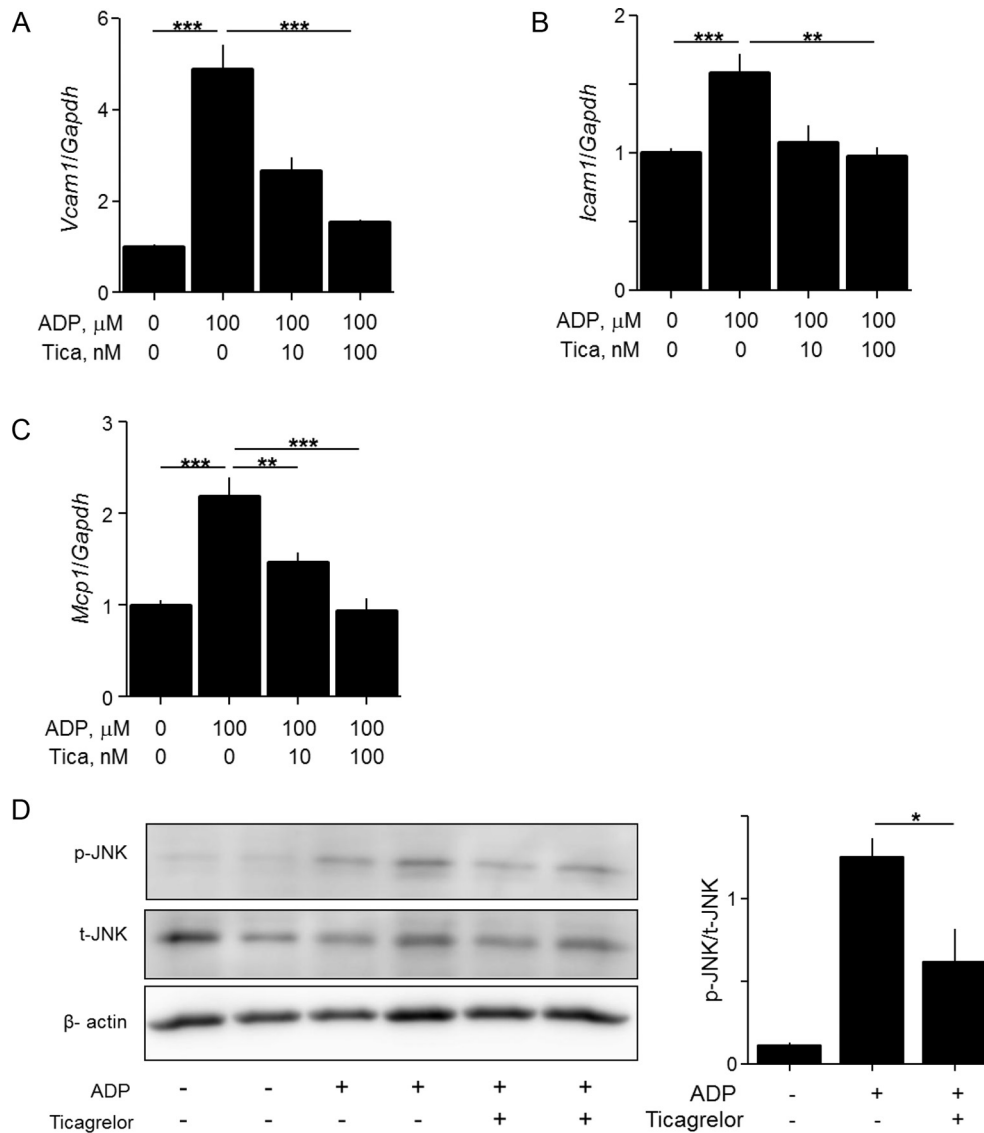 A
Vcam1/Gapdh
6
4
2
0
***
***
ADP, μM 0 100 100 100
Tica, nM 0 0 10 100
B
Icam1/Gapdh
2
1
0
***
**
ADP, μM 0 100 100 100
Tica, nM 0 0 10 100
C
Mcp1/Gapdh
3
2
1
0
***
***
**
ADP, μM 0 100 100 100
Tica, nM 0 0 10 100
D
p-JNK
t-JNK
β- actin
ADP - - + + + +
Ticagrelor - - - - + +
p-JNK/t-JNK
1
0
*
ADP - + +
Ticagrelor - - +